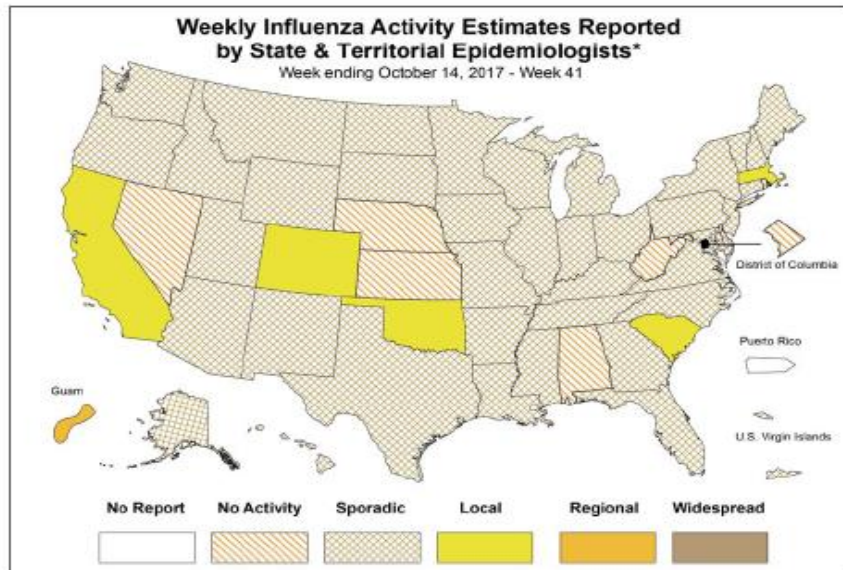 Weekly Influenza Activity Estimates Reported
by State & Territorial Epidemiologists*
Week ending October 14, 2017 - Week 41
District of Columbia
Puerto Rico
Guam
U.S. Virgin Islands
No Report No Activity Sporadic Local Regional Widespread